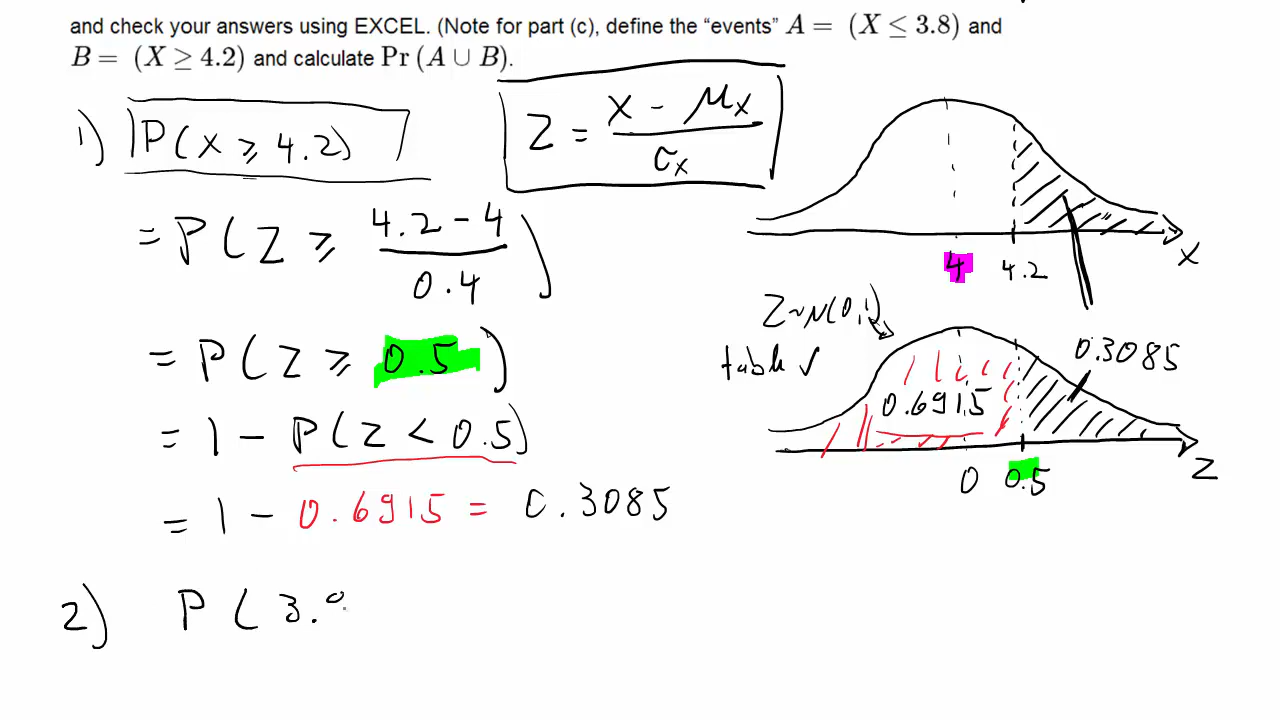 and check your answers using EXCEL. (Note for part (c), define the “events” A = (X ≤ 3.8) and
B = (X ≥ 4.2) and calculate Pr (A ∪ B).
1) P(X ≥ 4.2)
Z = (X - μx) / σx
= P(Z ≥ (4.2 - 4) / 0.4)
= P(Z ≥ 0.5)
= 1 - P(Z < 0.5)
= 1 - 0.6915 = 0.3085
2) P(3.
4 4.2 X
Z~N(0,1)
table ✓
0.3085
0.6915
0 0.5 Z